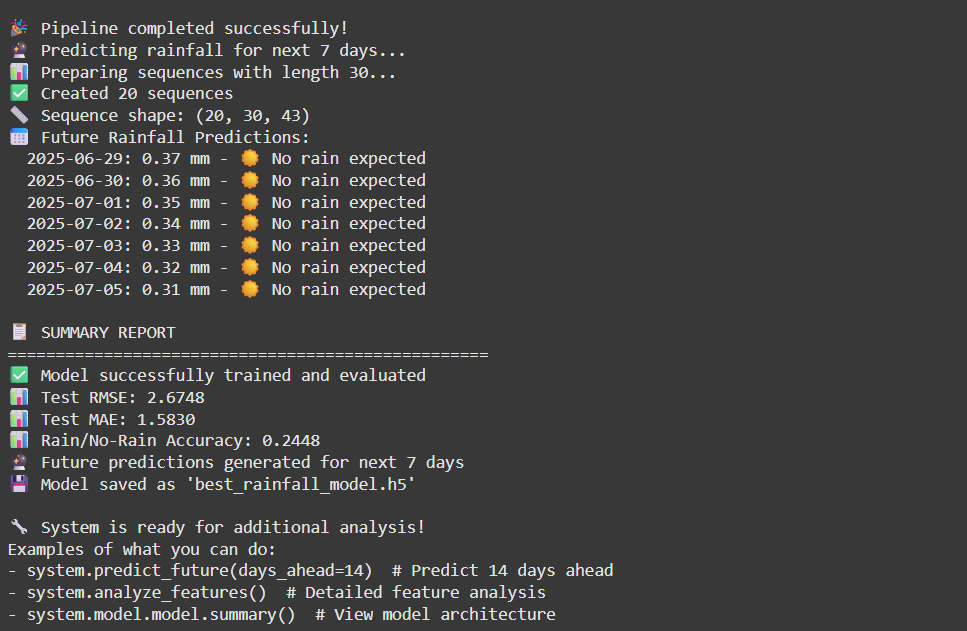 🎉 Pipeline completed successfully!
🔮 Predicting rainfall for next 7 days...
📊 Preparing sequences with length 30...
✅ Created 20 sequences
📏 Sequence shape: (20, 30, 43)
📅 Future Rainfall Predictions:
2025-06-29: 0.37 mm - ☀️ No rain expected
2025-06-30: 0.36 mm - ☀️ No rain expected
2025-07-01: 0.35 mm - ☀️ No rain expected
2025-07-02: 0.34 mm - ☀️ No rain expected
2025-07-03: 0.33 mm - ☀️ No rain expected
2025-07-04: 0.32 mm - ☀️ No rain expected
2025-07-05: 0.31 mm - ☀️ No rain expected
📋 SUMMARY REPORT
==================================================
✅ Model successfully trained and evaluated
📊 Test RMSE: 2.6748
📊 Test MAE: 1.5830
📊 Rain/No-Rain Accuracy: 0.2448
🔮 Future predictions generated for next 7 days
💾 Model saved as 'best_rainfall_model.h5'
🔧 System is ready for additional analysis!
Examples of what you can do:
- system.predict_future(days_ahead=14)  # Predict 14 days ahead
- system.analyze_features()  # Detailed feature analysis
- system.model.model.summary()  # View model architecture